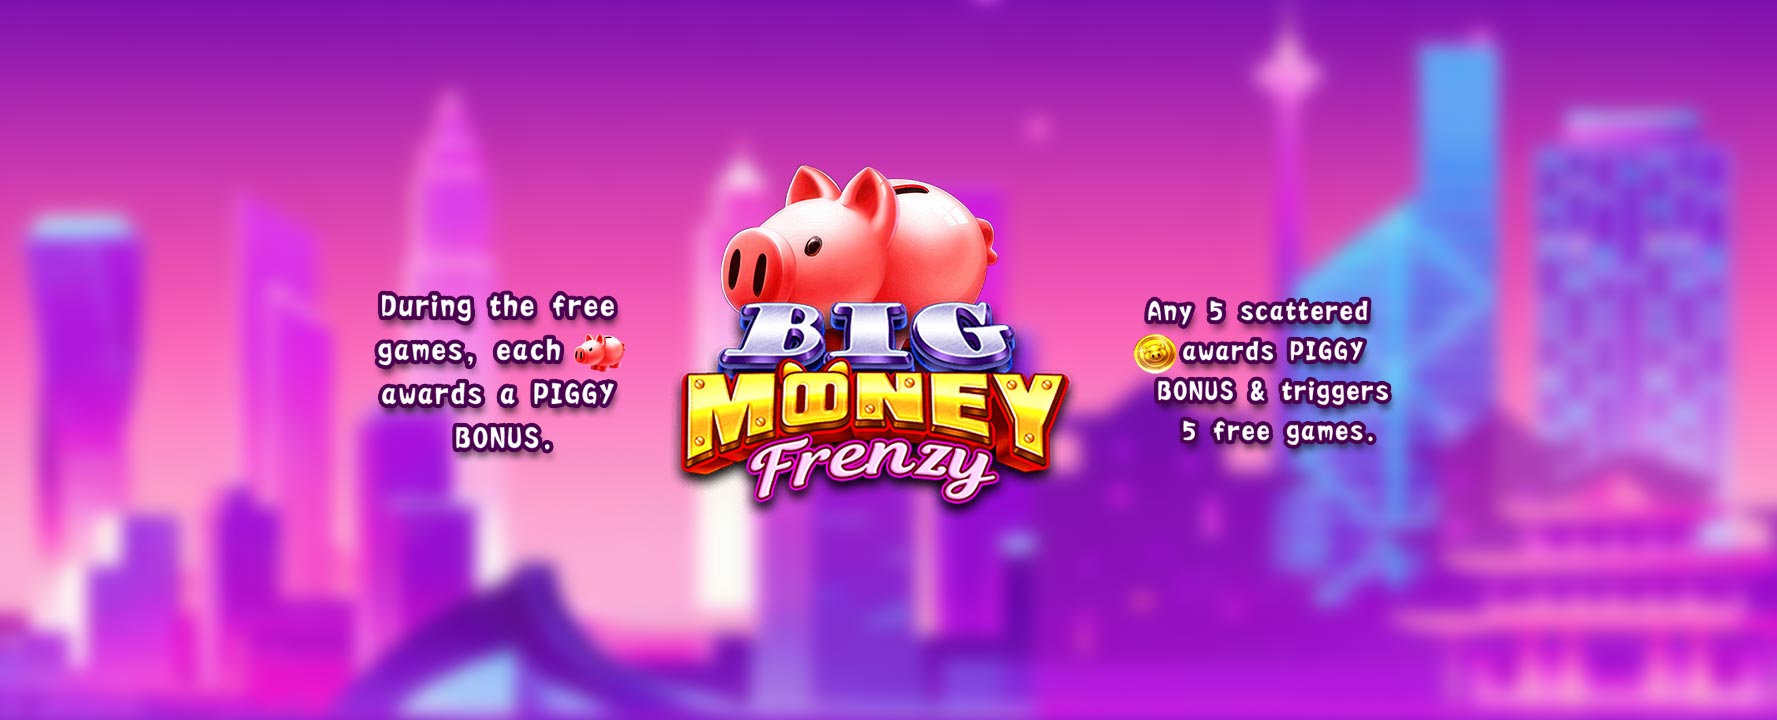 During the free
games, each
awards a PIGGY
BONUS.
BIG
MONEY
Frenzy
Any 5 scattered
awards PIGGY
BONUS & triggers
5 free games.